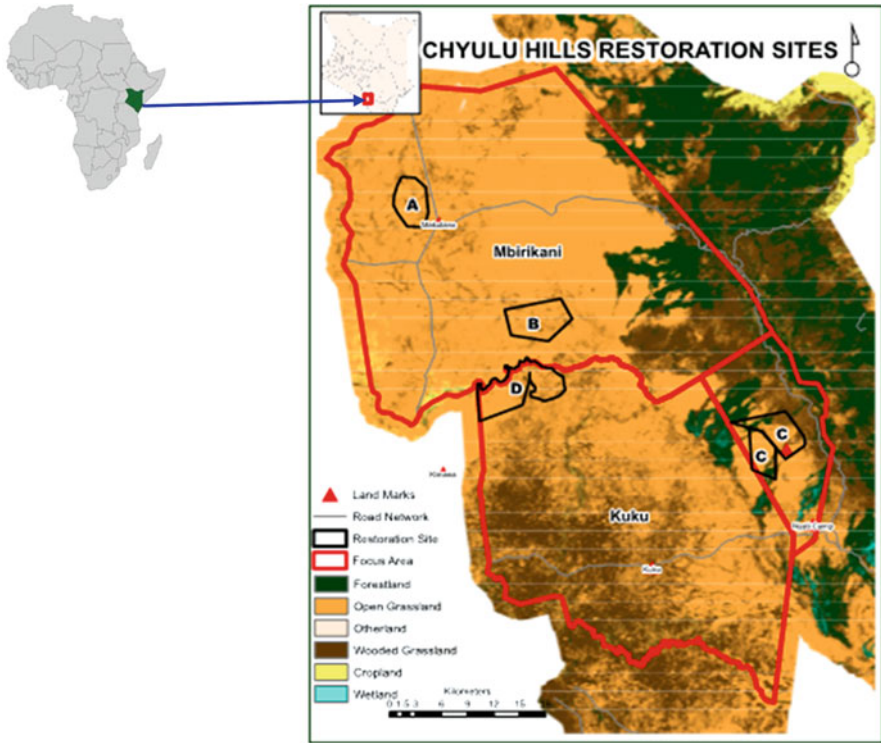 CHYULU HILLS RESTORATION SITES
A
Mbirikani
B
D
C
C
Kuku
Kuku
Land Marks
Road Network
Restoration Site
Focus Area
Forestland
Open Grassland
Otherland
Wooded Grassland
Cropland
Wetland
Kilometers
0 1.5 3 6 9 12 15